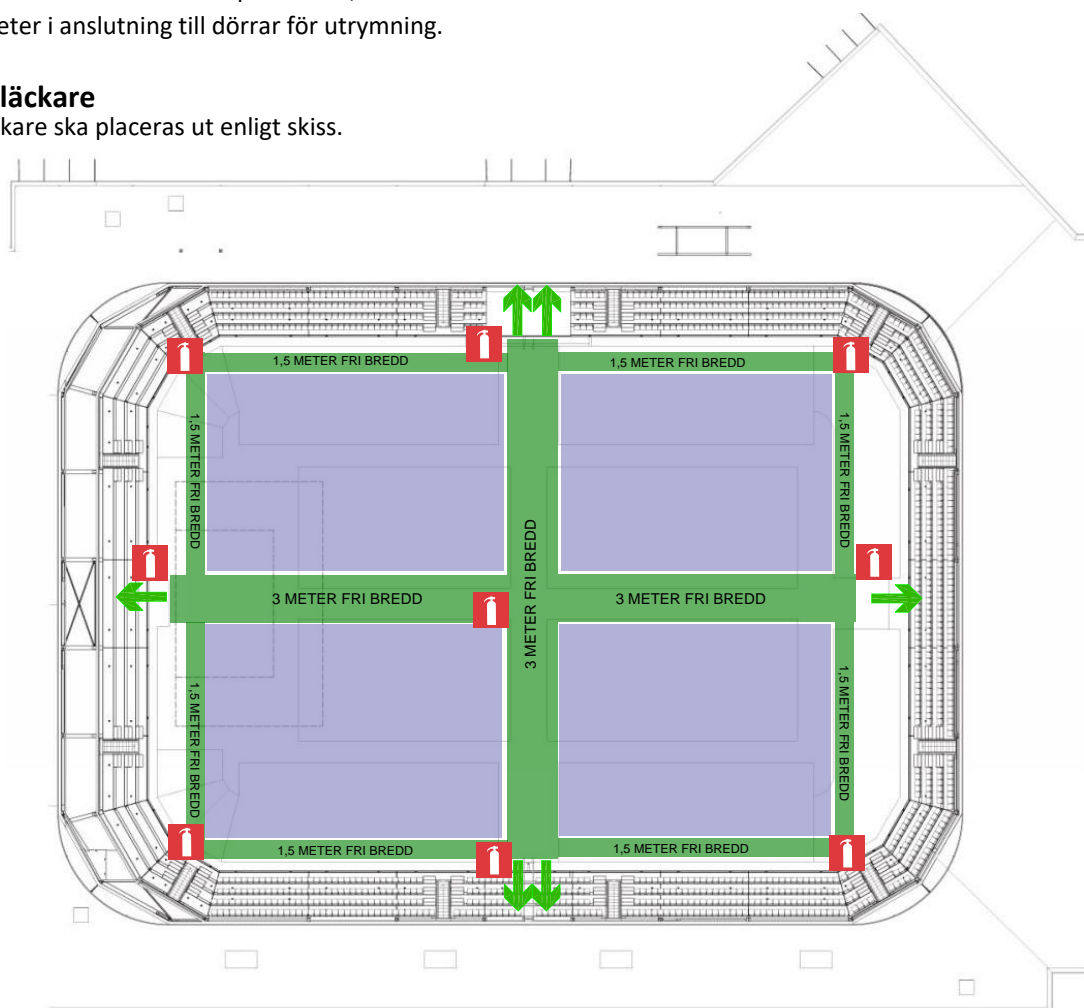 eter i anslutning till dörrar för utrymning.
läckare
kare ska placeras ut enligt skiss.
1,5 METER FRI BREDD
1,5 METER FRI BREDD
1,5 METER FRI BREDD
1,5 METER FRI BREDD
3 METER FRI BREDD
3 METER FRI BREDD
3 METER FRI BREDD
1,5 METER FRI BREDD
1,5 METER FRI BREDD
1,5 METER FRI BREDD
1,5 METER FRI BREDD